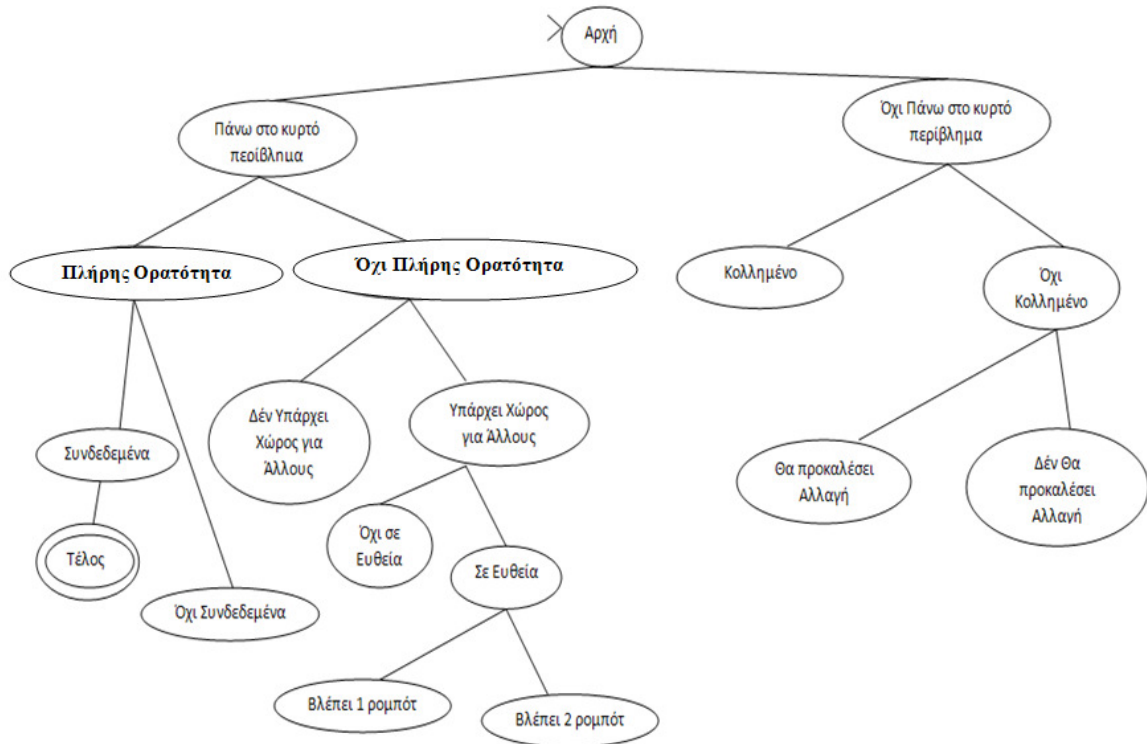 Αρχή
Πάνω στο κυρτό
περίβλημα
Όχι Πάνω στο κυρτό
περίβλημα
Πλήρης Ορατότητα
Όχι Πλήρης Ορατότητα
Κολλημένο
Όχι
Κολλημένο
Δέν Υπάρχει
Χώρος για
Άλλους
Υπάρχει Χώρος
για Άλλους
Συνδεδεμένα
Θα προκαλέσει
Αλλαγή
Δέν Θα
προκαλέσει
Αλλαγή
Τέλος
Όχι σε
Ευθεία
Σε Ευθεία
Όχι Συνδεδεμένα
Βλέπει 1 ρομπότ
Βλέπει 2 ρομπότ